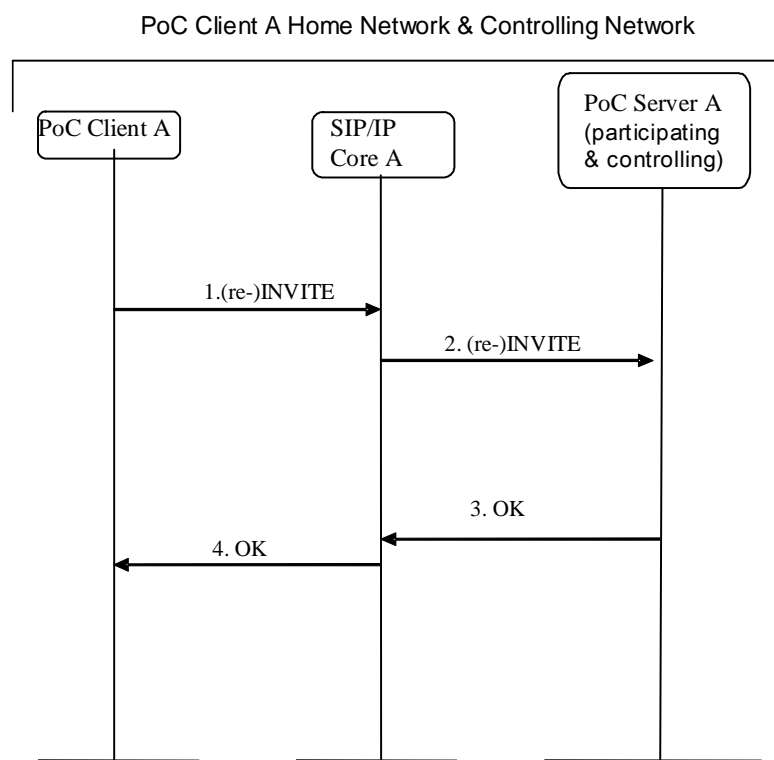 PoC Client A Home Network & Controlling Network
PoC Client A
SIP/IP
Core A
PoC Server A
(participating
& controlling)
1.(re-)INVITE
2. (re-)INVITE
3. OK
4. OK